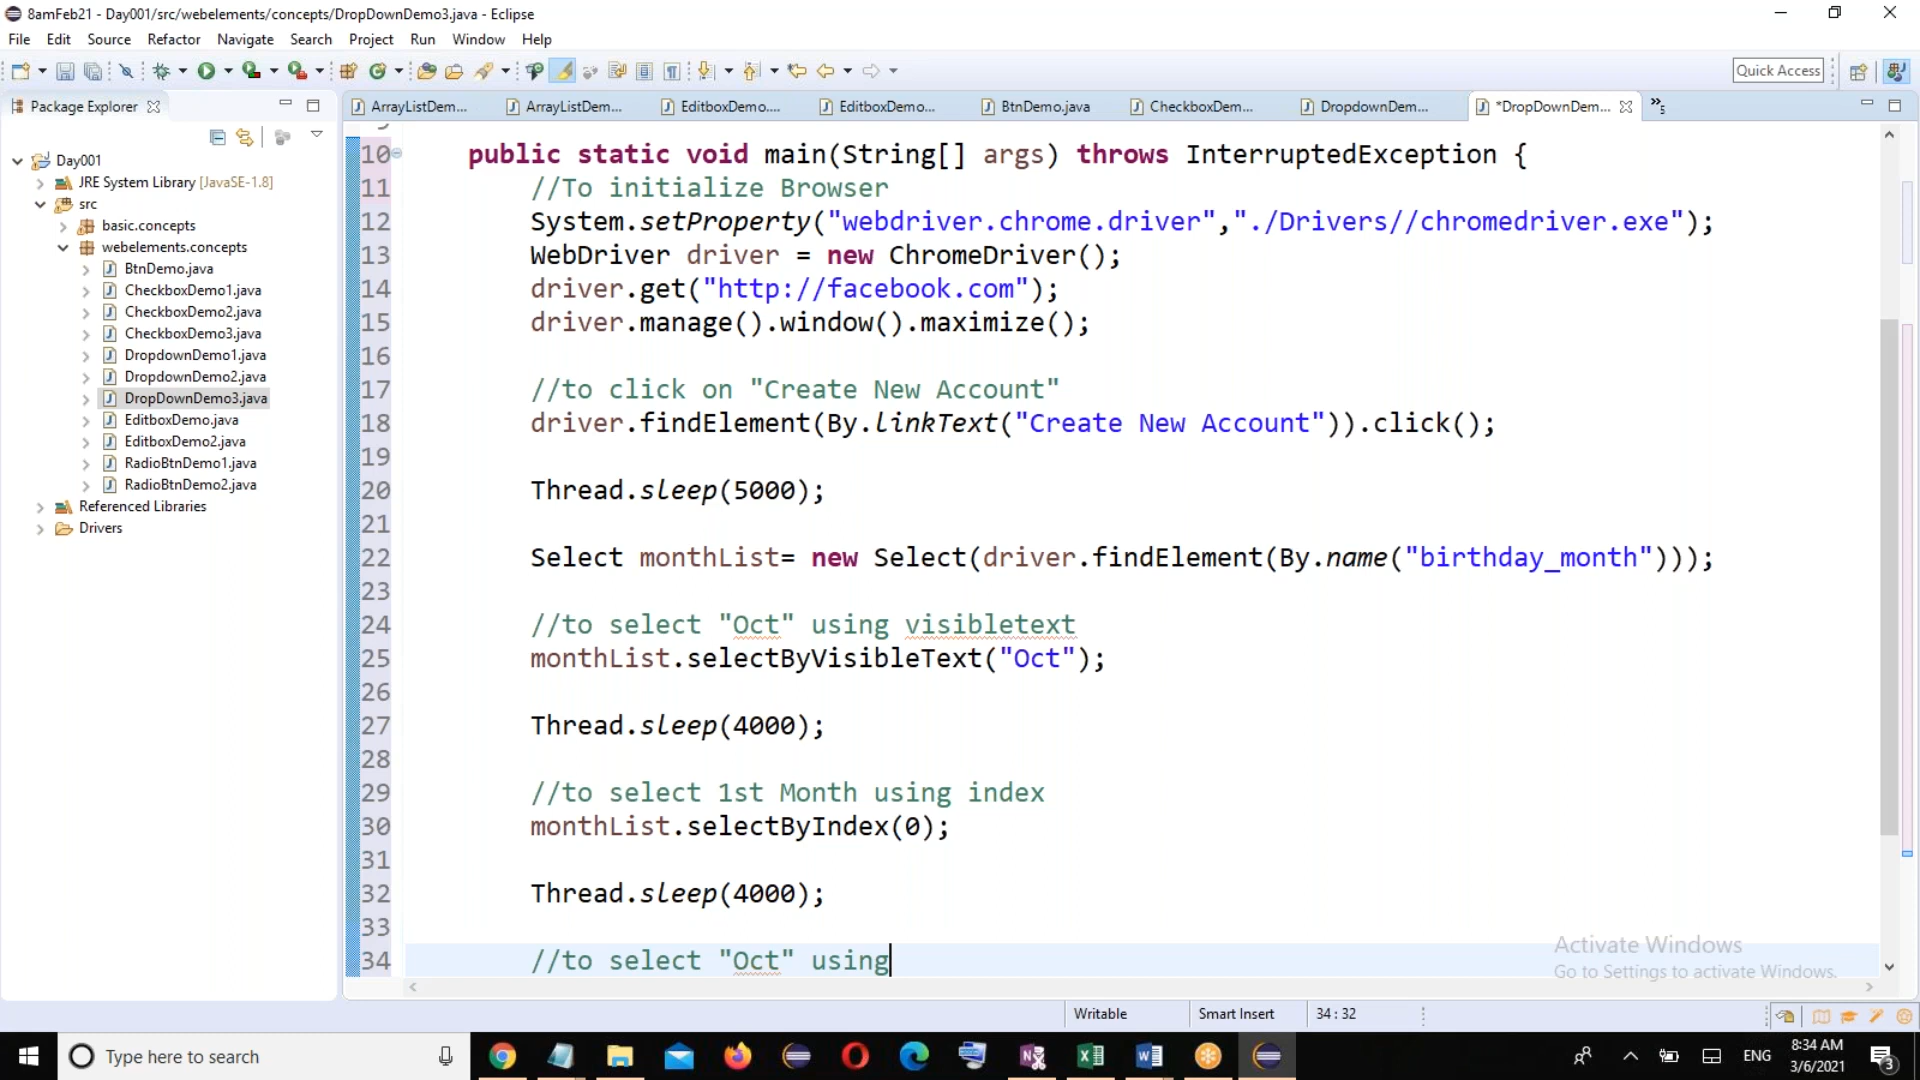 8amFeb21 - Day001/src/webelements/concepts/DropDownDemo3.java - Eclipse
File Edit Source Refactor Navigate Search Project Run Window Help
Quick Access
Package Explorer
ArrayListDem... ArrayListDem... EditboxDemo.... EditboxDemo... BtnDemo.java CheckboxDem... DropdownDem... *DropDownDem... »5
Day001
JRE System Library [JavaSE-1.8]
src
basic.concepts
webelements.concepts
BtnDemo.java
CheckboxDemo1.java
CheckboxDemo2.java
CheckboxDemo3.java
DropdownDemo1.java
DropdownDemo2.java
DropDownDemo3.java
EditboxDemo.java
EditboxDemo2.java
RadioBtnDemo1.java
RadioBtnDemo2.java
Referenced Libraries
Drivers
10 public static void main(String[] args) throws InterruptedException {
11 //To initialize Browser
12 System.setProperty("webdriver.chrome.driver","./Drivers//chromedriver.exe");
13 WebDriver driver = new ChromeDriver();
14 driver.get("http://facebook.com");
15 driver.manage().window().maximize();
16
17 //to click on "Create New Account"
18 driver.findElement(By.linkText("Create New Account")).click();
19
20 Thread.sleep(5000);
21
22 Select monthList= new Select(driver.findElement(By.name("birthday_month")));
23
24 //to select "Oct" using visibletext
25 monthList.selectByVisibleText("Oct");
26
27 Thread.sleep(4000);
28
29 //to select 1st Month using index
30 monthList.selectByIndex(0);
31
32 Thread.sleep(4000);
33
34 //to select "Oct" using
Activate Windows
Go to Settings to activate Windows.
Writable Smart Insert 34 : 32
Type here to search
ENG
8:34 AM
3/6/2021
3